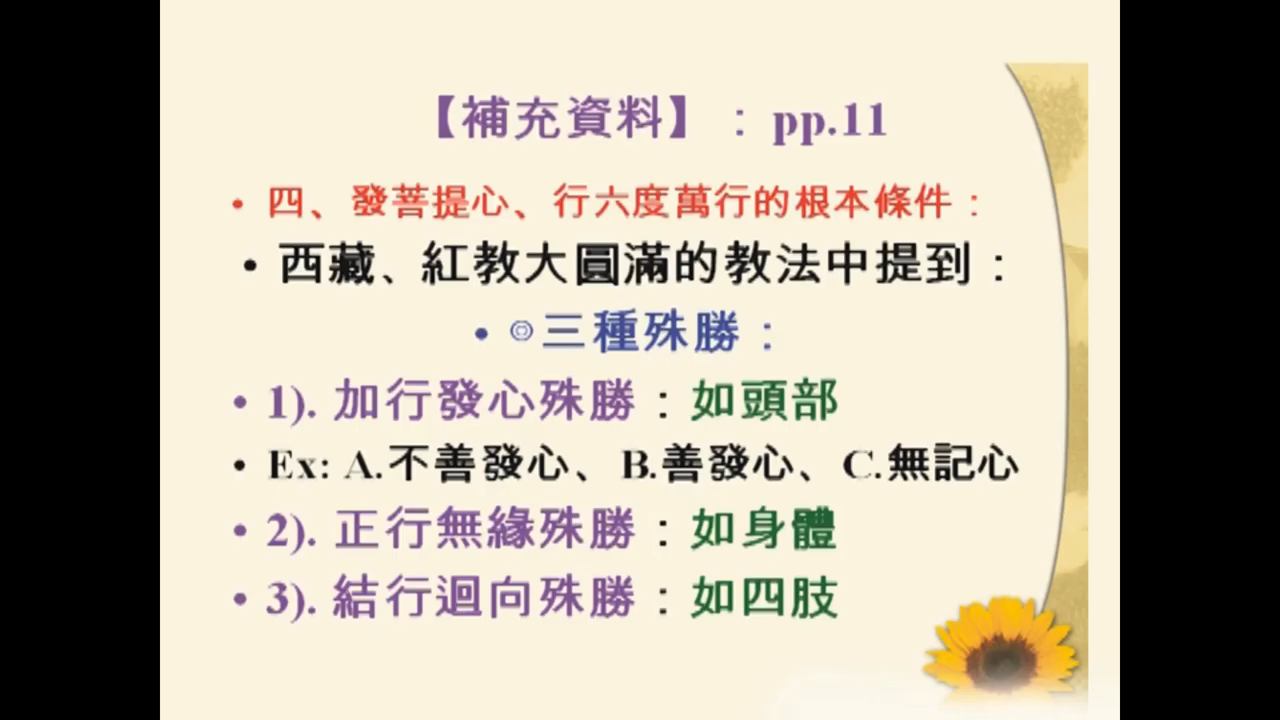 【補充資料】：pp.11
• 四、發菩提心、行六度萬行的根本條件：
• 西藏、紅教大圓滿的教法中提到：
• ◎三種殊勝：
• 1). 加行發心殊勝：如頭部
• Ex: A.不善發心、B.善發心、C.無記心
• 2). 正行無緣殊勝：如身體
• 3). 結行迴向殊勝：如四肢